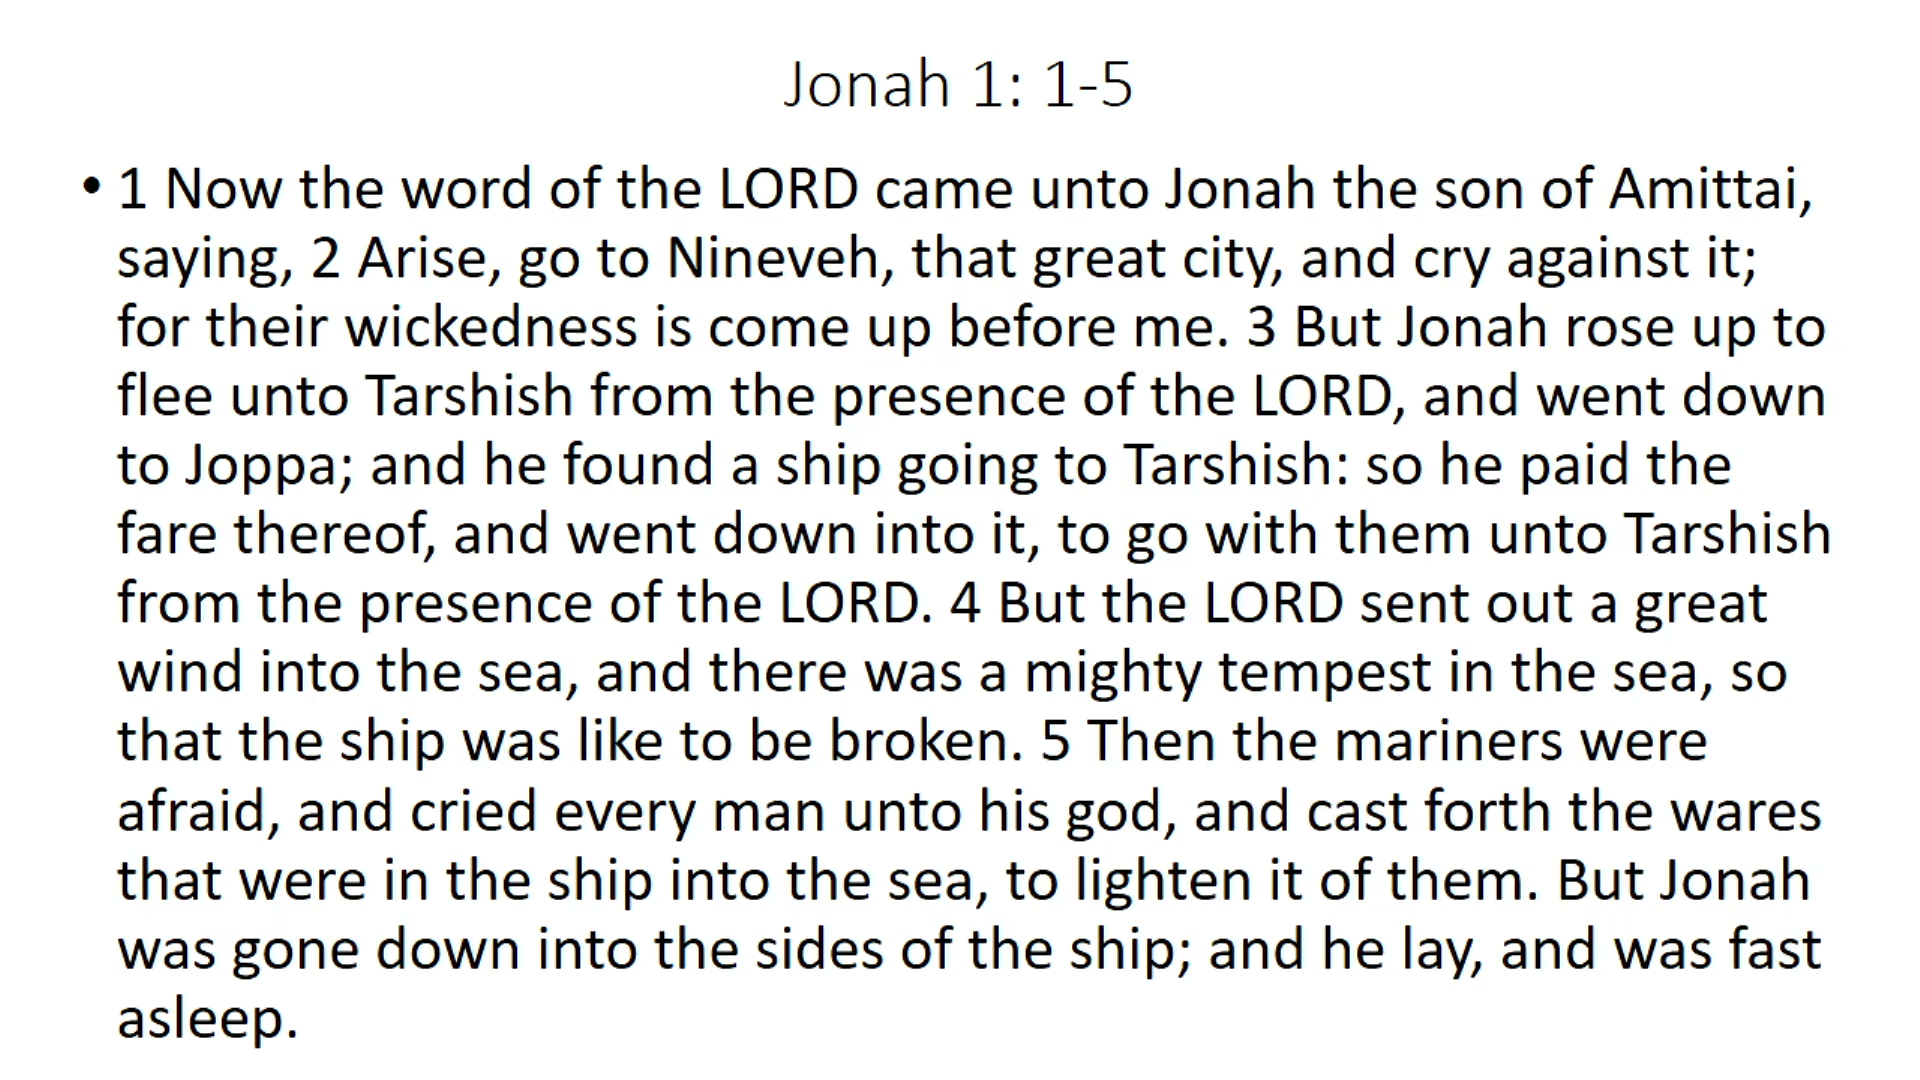 Jonah 1: 1-5
• 1 Now the word of the LORD came unto Jonah the son of Amittai,
saying, 2 Arise, go to Nineveh, that great city, and cry against it;
for their wickedness is come up before me. 3 But Jonah rose up to
flee unto Tarshish from the presence of the LORD, and went down
to Joppa; and he found a ship going to Tarshish: so he paid the
fare thereof, and went down into it, to go with them unto Tarshish
from the presence of the LORD. 4 But the LORD sent out a great
wind into the sea, and there was a mighty tempest in the sea, so
that the ship was like to be broken. 5 Then the mariners were
afraid, and cried every man unto his god, and cast forth the wares
that were in the ship into the sea, to lighten it of them. But Jonah
was gone down into the sides of the ship; and he lay, and was fast
asleep.